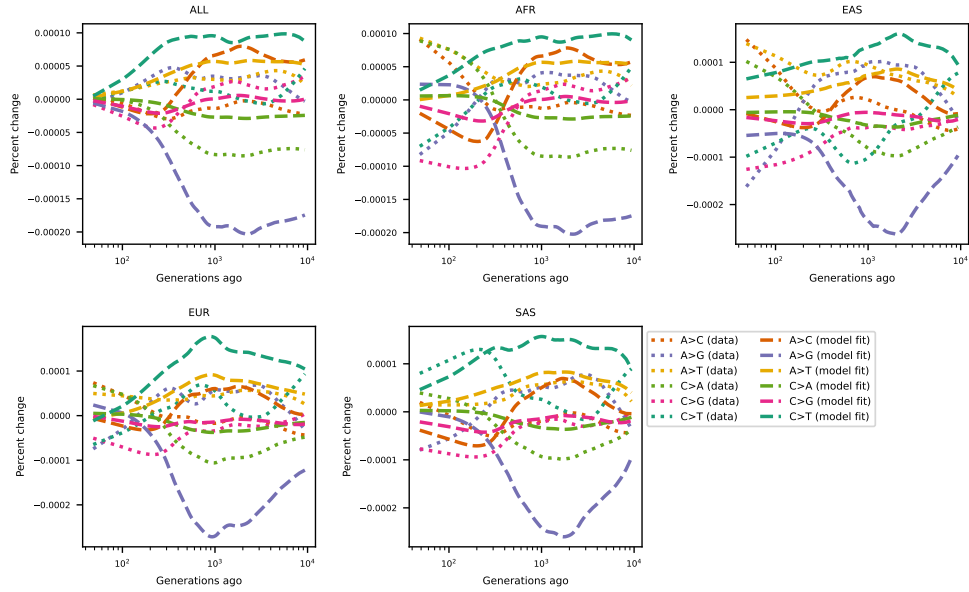 ALL
Percent change
0.00010
0.00005
0.00000
−0.00005
−0.00010
−0.00015
−0.00020
10² 10³ 10⁴
Generations ago
AFR
Percent change
0.00010
0.00005
0.00000
−0.00005
−0.00010
−0.00015
−0.00020
10² 10³ 10⁴
Generations ago
EAS
Percent change
0.0001
0.0000
−0.0001
−0.0002
10² 10³ 10⁴
Generations ago
EUR
Percent change
0.0001
0.0000
−0.0001
−0.0002
10² 10³ 10⁴
Generations ago
SAS
Percent change
0.0001
0.0000
−0.0001
−0.0002
10² 10³ 10⁴
Generations ago
A>C (data)
A>G (data)
A>T (data)
C>A (data)
C>G (data)
C>T (data)
A>C (model fit)
A>G (model fit)
A>T (model fit)
C>A (model fit)
C>G (model fit)
C>T (model fit)